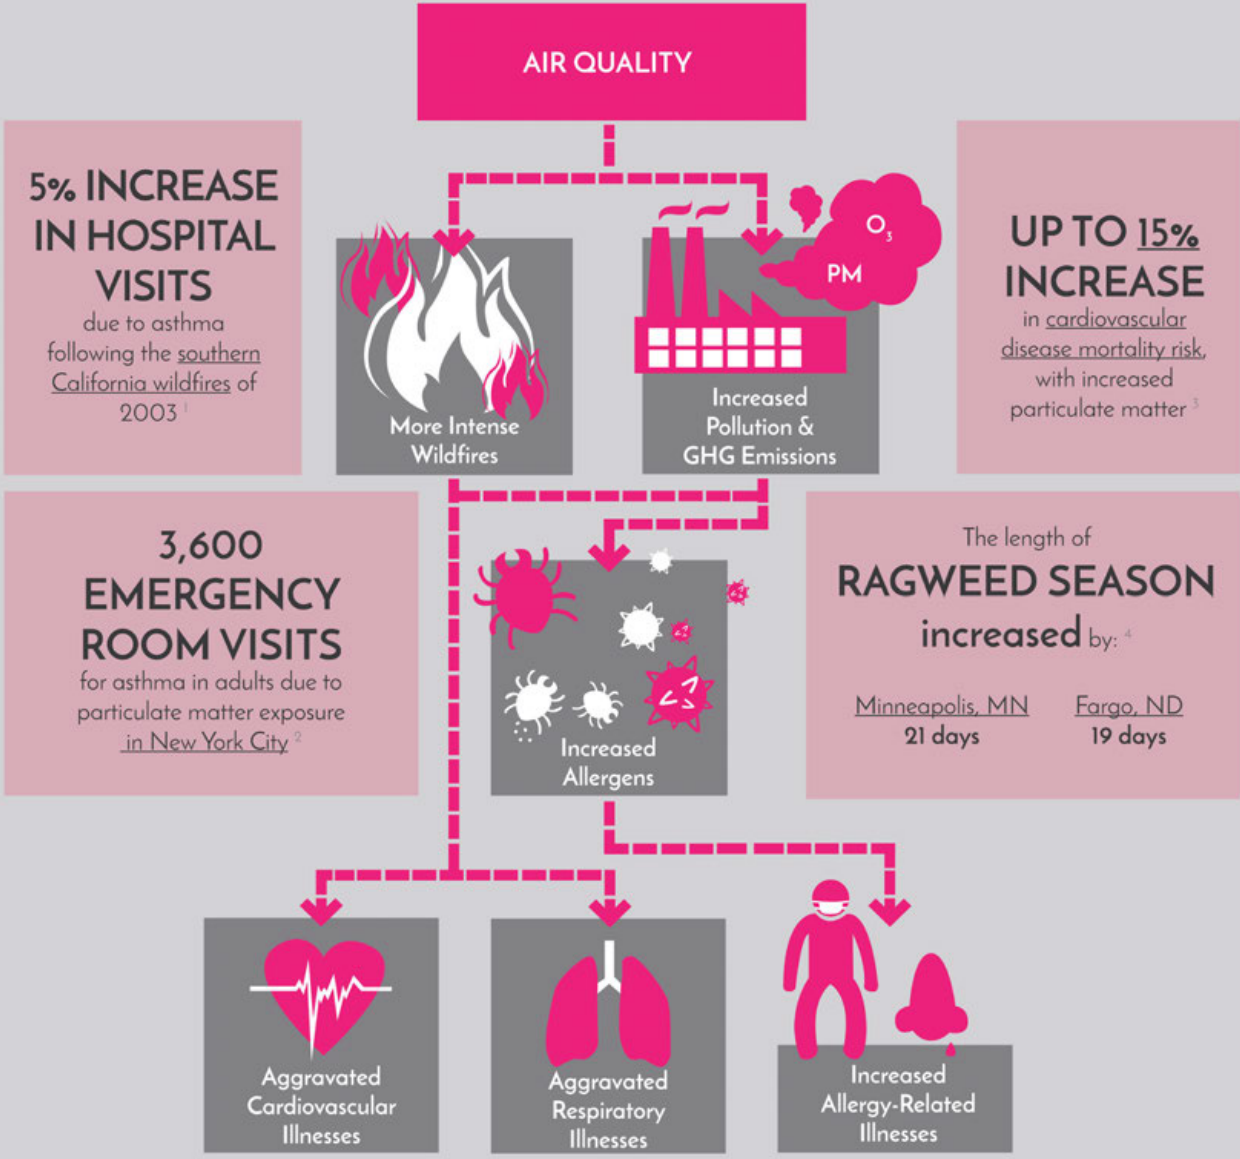 AIR QUALITY
5% INCREASE
IN HOSPITAL
VISITS
due to asthma
following the southern
California wildfires of
2003 1
More Intense
Wildfires
O3
PM
Increased
Pollution &
GHG Emissions
UP TO 15%
INCREASE
in cardiovascular
disease mortality risk,
with increased
particulate matter 3
3,600
EMERGENCY
ROOM VISITS
for asthma in adults due to
particulate matter exposure
in New York City 2
Increased
Allergens
The length of
RAGWEED SEASON
increased by: 4
Minneapolis, MN
21 days
Fargo, ND
19 days
Aggravated
Cardiovascular
Illnesses
Aggravated
Respiratory
Illnesses
Increased
Allergy-Related
Illnesses